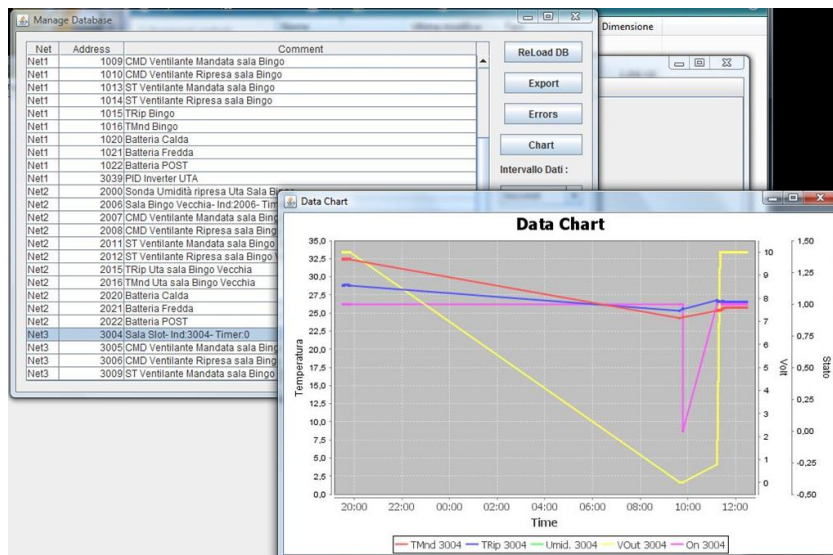 Manage Database
Dimensione
Net Address Comment
Net1 1009 CMD Ventilante Mandata sala Bingo
Net1 1010 CMD Ventilante Ripresa sala Bingo
Net1 1013 ST Ventilante Mandata sala Bingo
Net1 1014 ST Ventilante Ripresa sala Bingo
Net1 1015 TRip Bingo
Net1 1016 TMnd Bingo
Net1 1020 Batteria Calda
Net1 1021 Batteria Fredda
Net1 1022 Batteria POST
Net1 3039 PID Inverter UTA
Net2 2000 Sonda Umidità ripresa Uta Sala Bingo
Net2 2006 Sala Bingo Vecchia- Ind:2006- Tim
Net2 2007 CMD Ventilante Mandata sala Bing
Net2 2008 CMD Ventilante Ripresa sala Bing
Net2 2011 ST Ventilante Mandata sala Bing
Net2 2012 ST Ventilante Ripresa sala Bingo V
Net2 2015 TRip Uta sala Bingo Vecchia
Net2 2016 TMnd Uta sala Bingo Vecchia
Net2 2020 Batteria Calda
Net2 2021 Batteria Fredda
Net2 2022 Batteria POST
Net3 3004 Sala Slot- Ind:3004- Timer:0
Net3 3005 CMD Ventilante Mandata sala Bing
Net3 3006 CMD Ventilante Ripresa sala Bing
Net3 3009 ST Ventilante Mandata sala Bing
ReLoad DB
Export
Errors
Chart
Intervallo Dati :
Data Chart
Data Chart
Temperatura
35,0
32,5
30,0
27,5
25,0
22,5
20,0
17,5
15,0
12,5
10,0
7,5
5,0
2,5
0,0
10
9
8
7
6
5
4
3
2
1
0
Volt
1,50
1,25
1,00
0,75
0,50
0,25
0,00
-0,25
-0,50
Stato
20:00 22:00 00:00 02:00 04:00 06:00 08:00 10:00 12:00
Time
TMnd 3004 TRip 3004 Umid. 3004 VOut 3004 On 3004